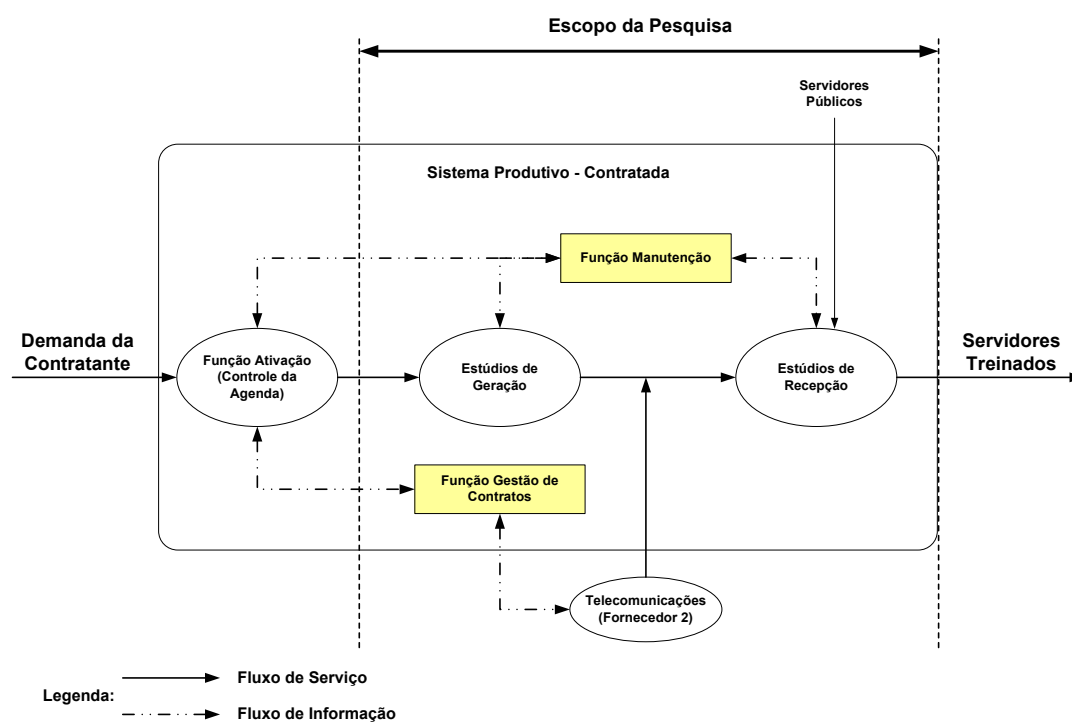 Escopo da Pesquisa
Servidores
Públicos
Sistema Produtivo - Contratada
Função Manutenção
Demanda da
Contratante
Função Ativação
(Controle da
Agenda)
Estúdios de
Geração
Estúdios de
Recepção
Servidores
Treinados
Função Gestão de
Contratos
Telecomunicações
(Fornecedor 2)
Legenda:
Fluxo de Serviço
Fluxo de Informação